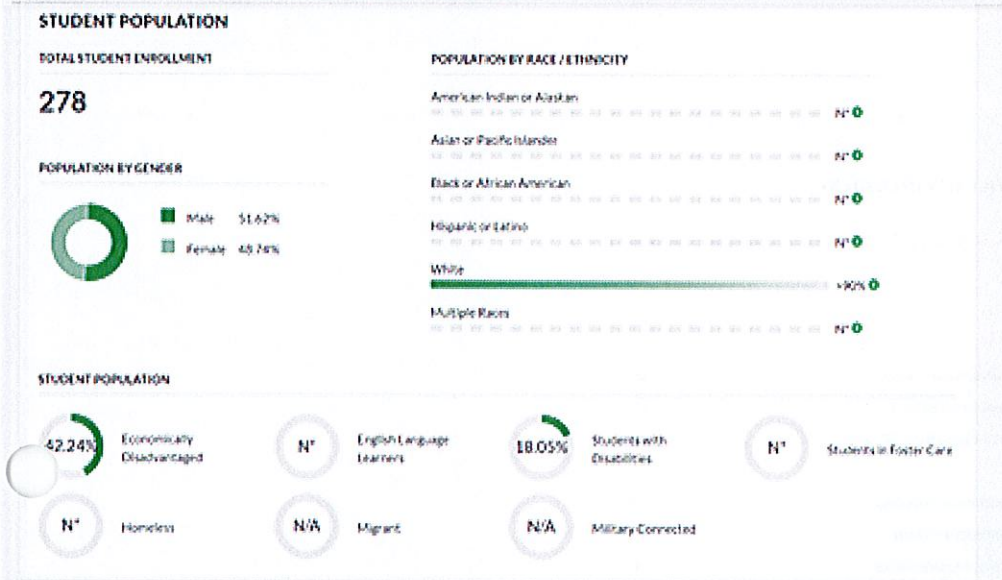 STUDENT POPULATION
TOTAL STUDENT ENROLLMENT
278
POPULATION BY GENDER
Male 51.62%
Female 48.74%
POPULATION BY RACE / ETHNICITY
American Indian or Alaskan
N*
Asian or Pacific Islander
N*
Black or African American
N*
Hispanic or Latino
N*
White
>90%
Multiple Races
N*
STUDENT POPULATION
42.24% Economically
Disadvantaged
N* English Language
Learners
18.05% Students with
Disabilities
N* Students in Foster Care
N* Homeless
N/A Migrant
N/A Military Connected